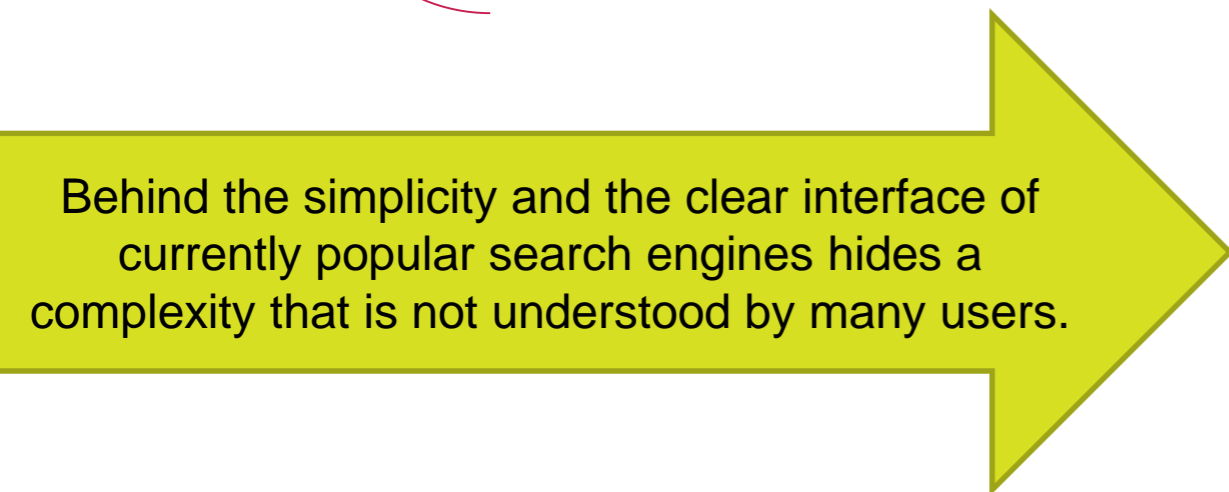 Behind the simplicity and the clear interface of
currently popular search engines hides a
complexity that is not understood by many users.